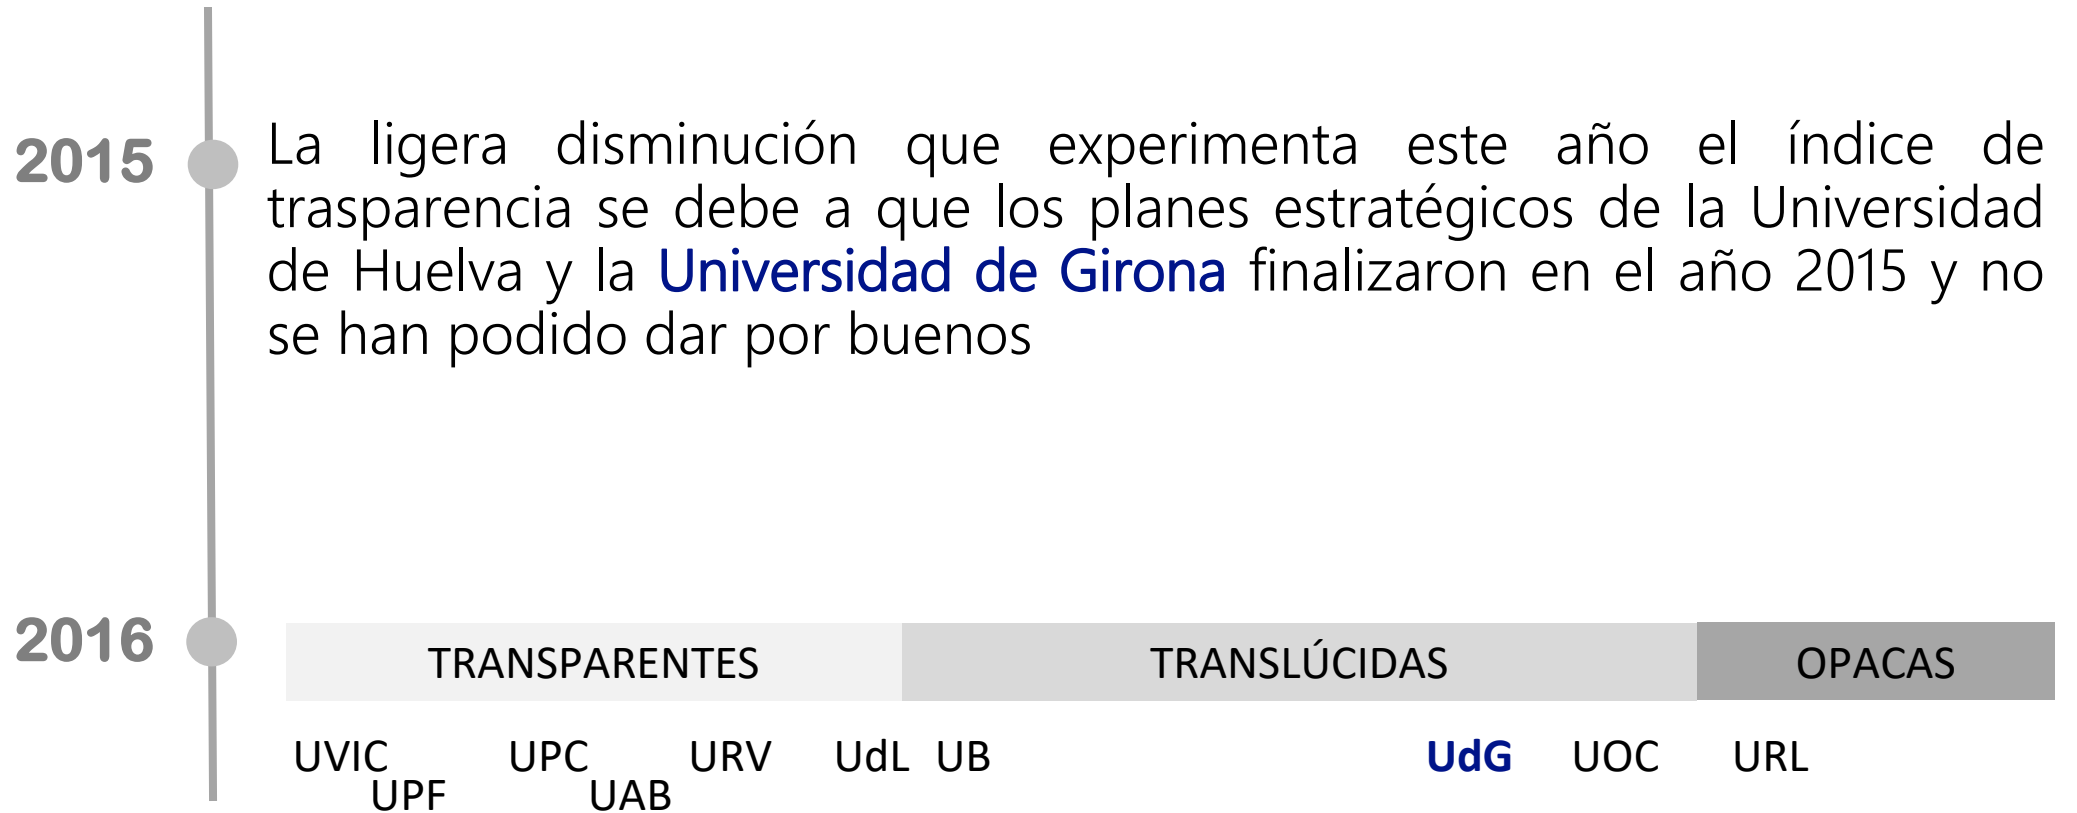 2015
La ligera disminución que experimenta este año el índice de
trasparencia se debe a que los planes estratégicos de la Universidad
de Huelva y la Universidad de Girona finalizaron en el año 2015 y no
se han podido dar por buenos
2016
TRANSPARENTES TRANSLÚCIDAS OPACAS
UVIC UPC URV UdL UB UdG UOC URL
UPF UAB